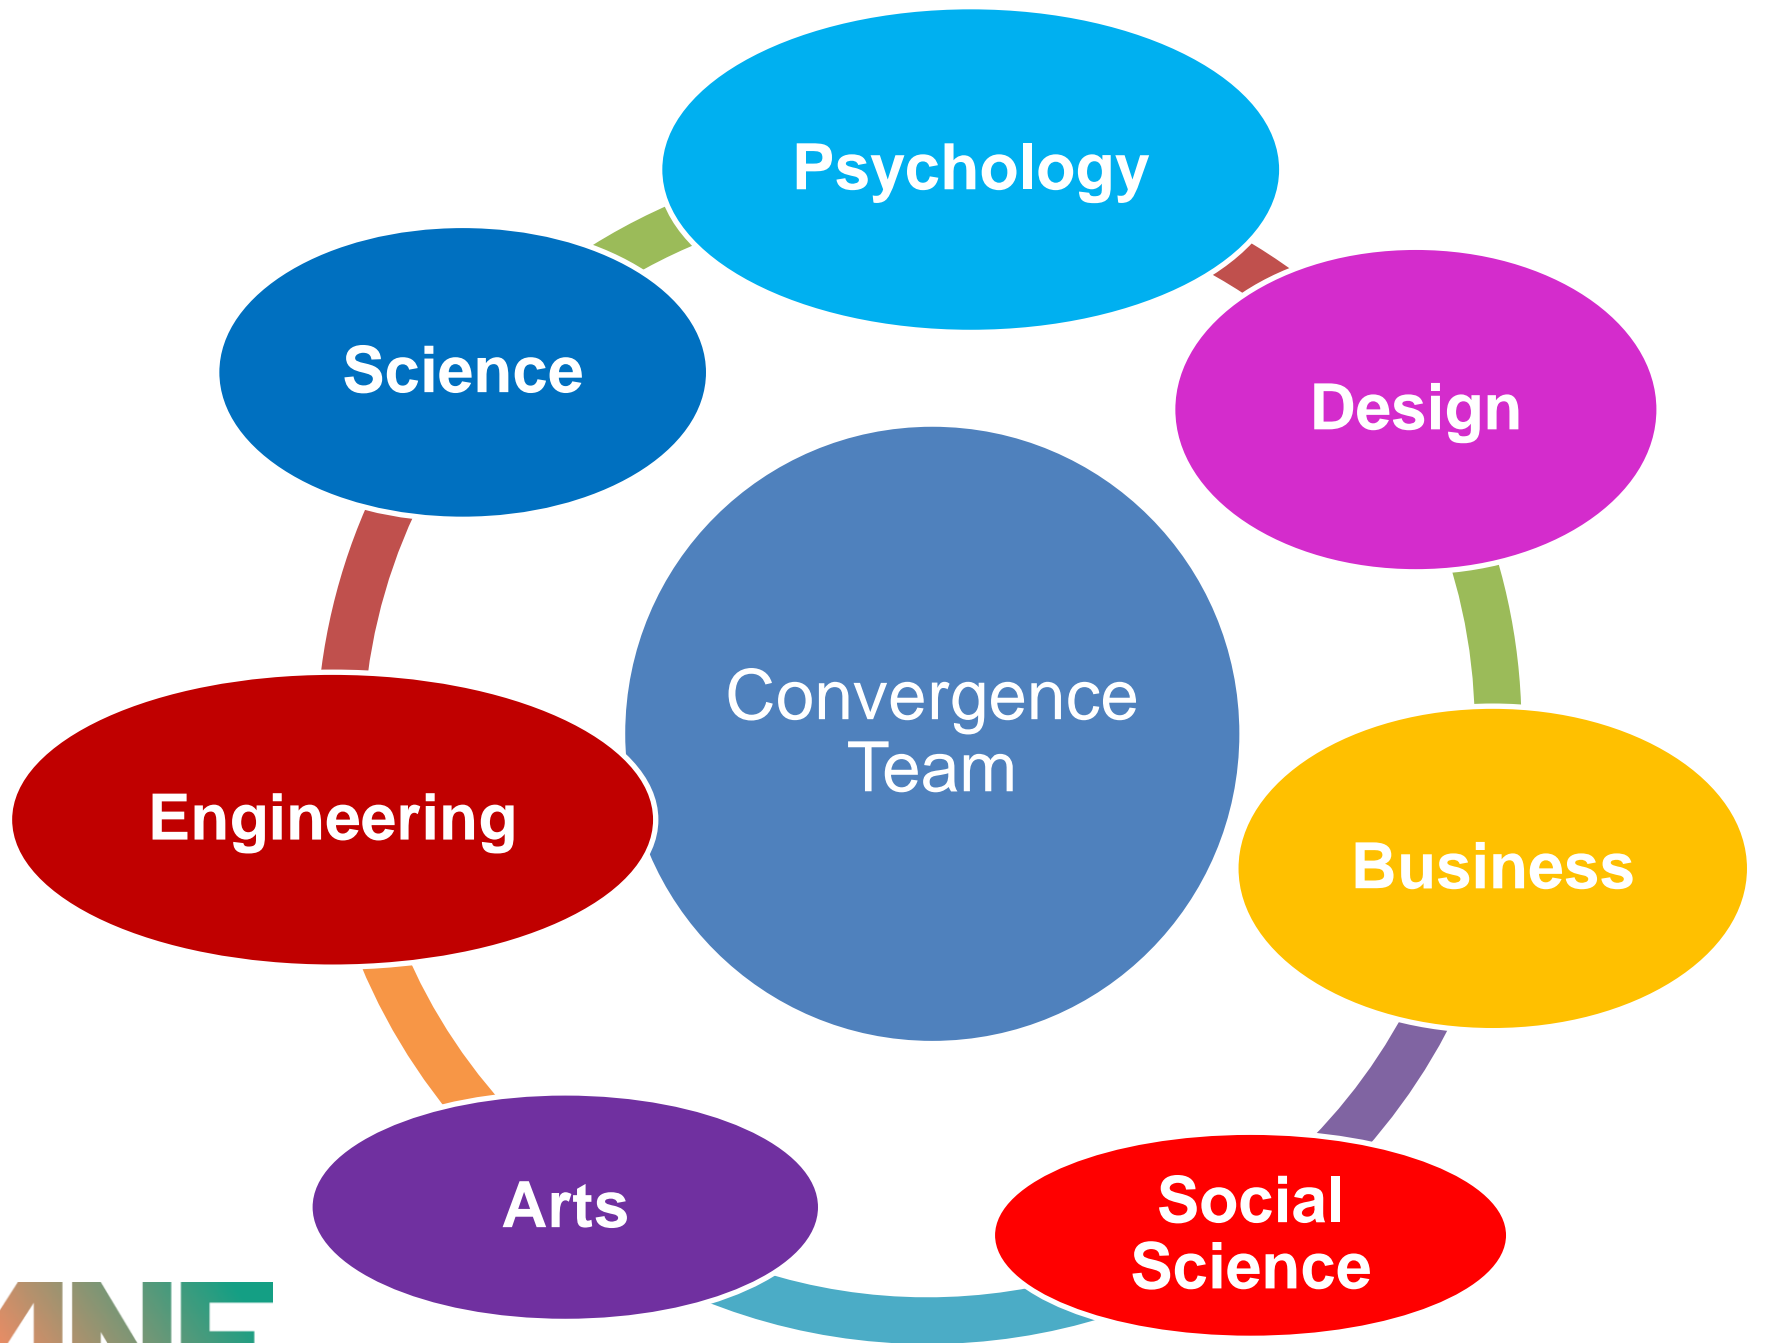 Psychology
Science
Design
Convergence
Team
Engineering
Business
Arts
Social
Science